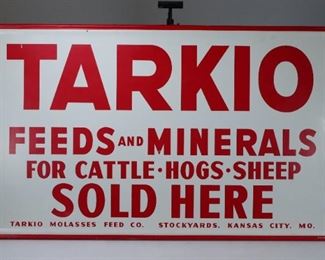 TARKIO
FEEDS AND MINERALS
FOR CATTLE·HOGS·SHEEP
SOLD HERE
TARKIO MOLASSES FEED CO. STOCKYARDS, KANSAS CITY, MO.